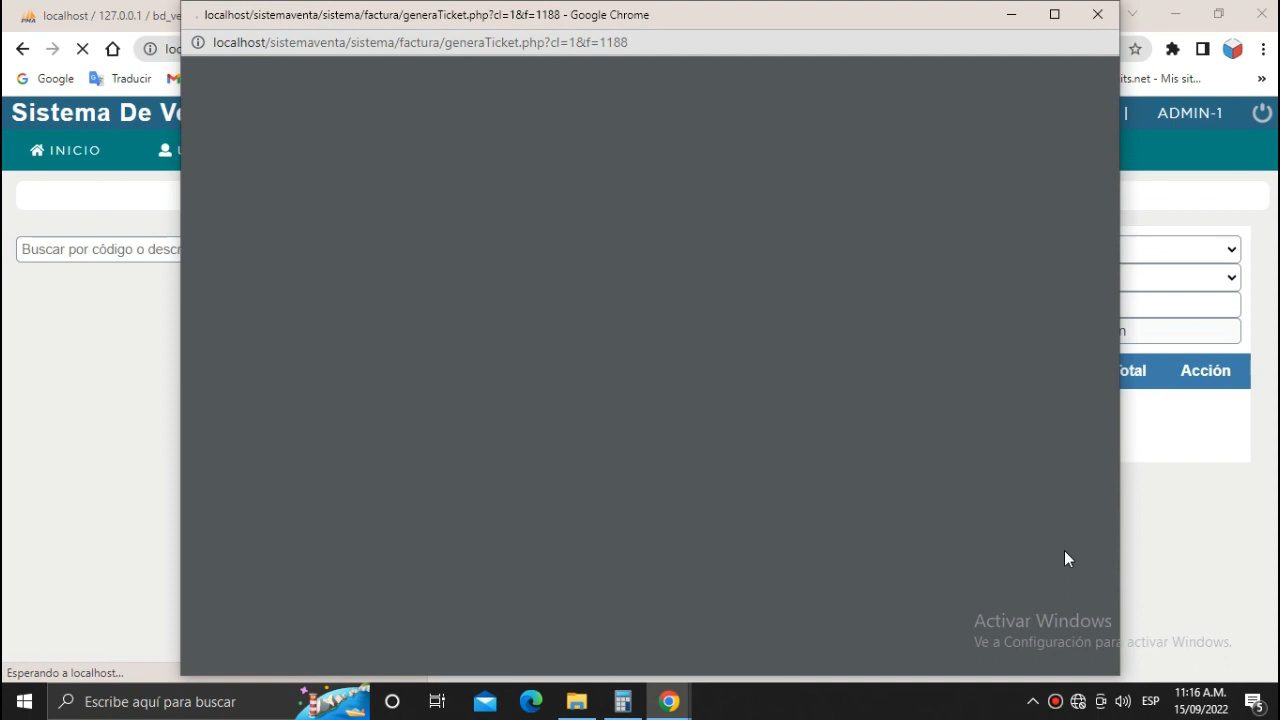 localhost / 127.0.0.1 / bd_ve
localhost/sistemaventa/sistema/factura/generaTicket.php?cl=1&f=1188 - Google Chrome
loc
localhost/sistemaventa/sistema/factura/generaTicket.php?cl=1&f=1188
Google
Traducir
its.net - Mis sit...
»
Sistema De Ve
| ADMIN-1
INICIO
U
Buscar por código o descr
n
Total
Acción
Activar Windows
Ve a Configuración para activar Windows.
Esperando a localhost...
Escribe aquí para buscar
ESP
11:16 A.M.
15/09/2022
5